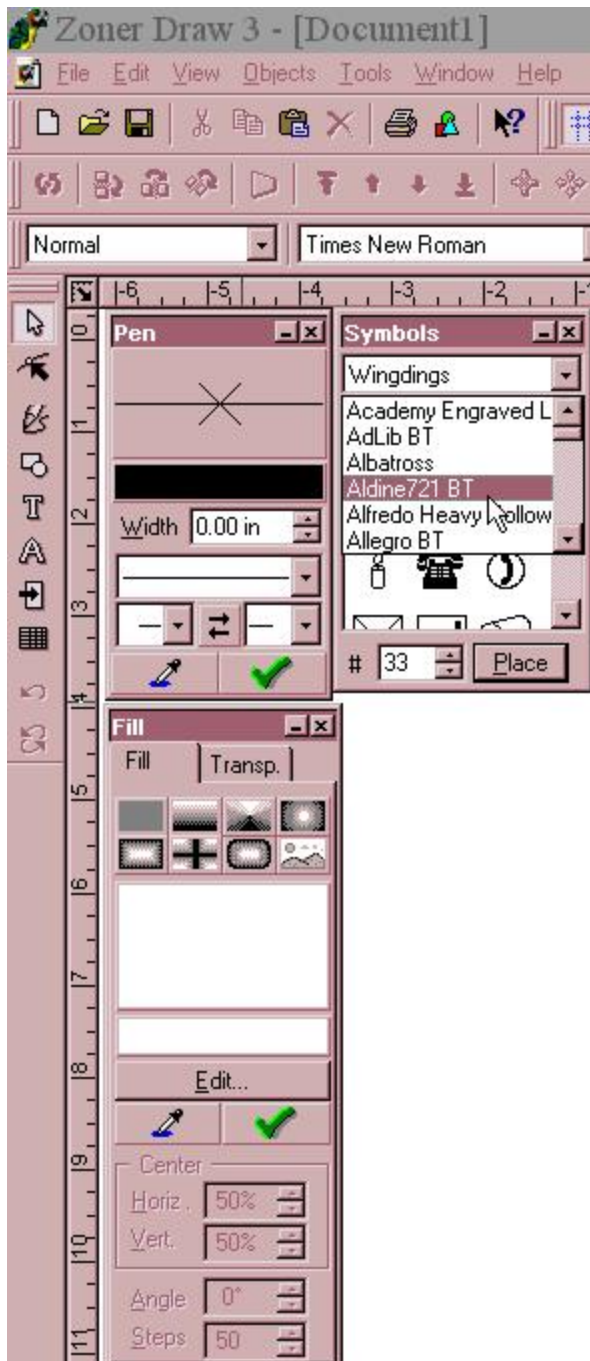 Zoner Draw 3 - [Document1]
File Edit View Objects Tools Window Help
Normal Times New Roman
-6 -5 -4 -3 -2 -1
0 1 2 3 4 5 6 7 8 9 10 11
Pen
Width 0.00 in
Symbols
Wingdings
Academy Engraved L
AdLib BT
Albatross
Aldine721 BT
Alfredo Heavy Hollow
Allegro BT
# 33 Place
Fill
Fill Transp.
Edit...
Center
Horiz. 50%
Vert. 50%
Angle 0°
Steps 50